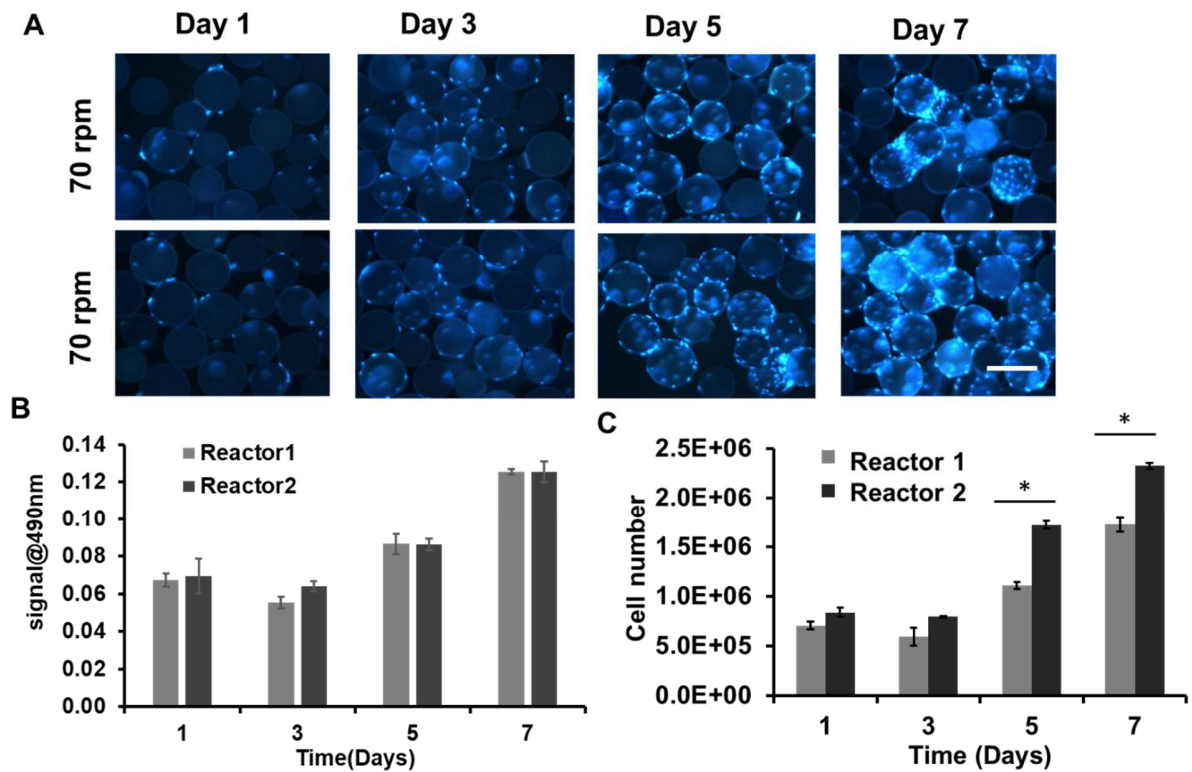 A
Day 1
Day 3
Day 5
Day 7
70 rpm
70 rpm
B
signal@490nm
0.14
0.12
0.10
0.08
0.06
0.04
0.02
0.00
Reactor1
Reactor2
1
3
5
7
Time(Days)
C
Cell number
2.5E+06
2.0E+06
1.5E+06
1.0E+06
5.0E+05
0.0E+00
Reactor 1
Reactor 2
*
*
1
3
5
7
Time (Days)